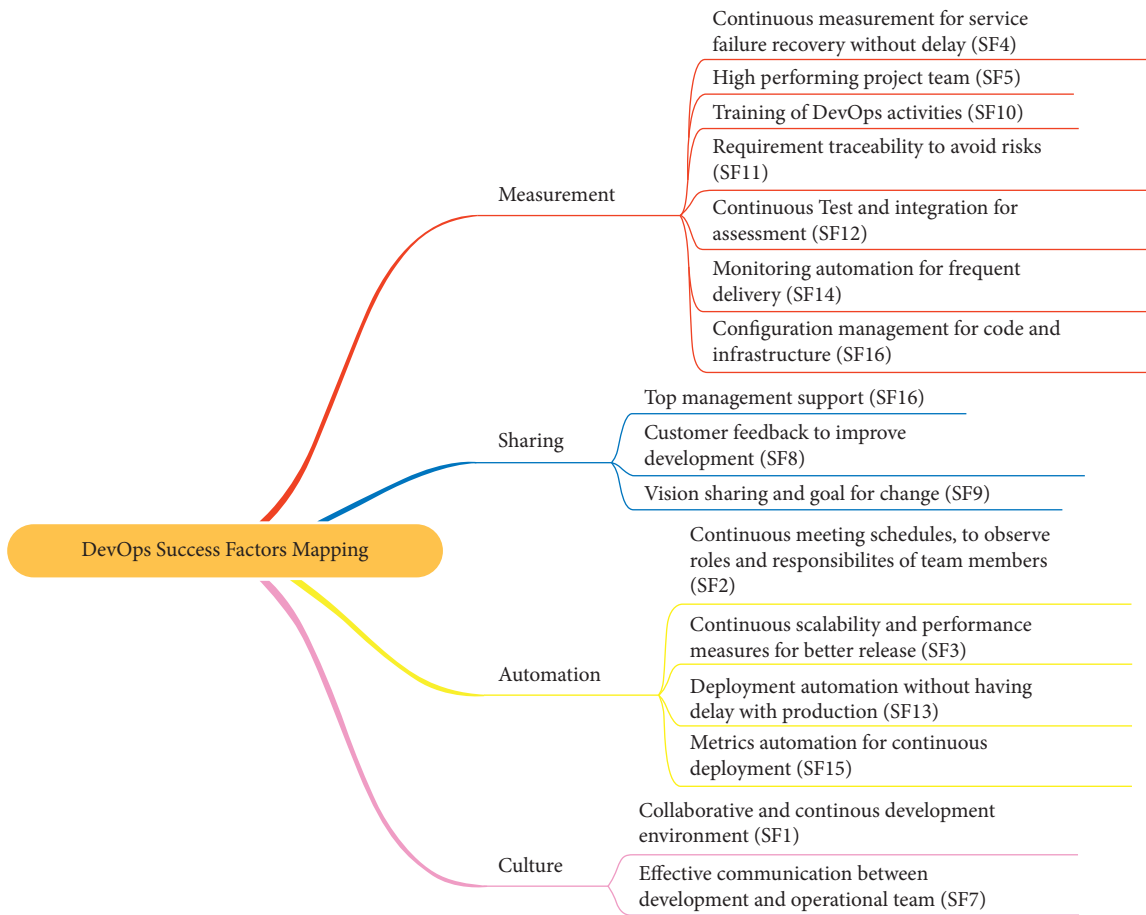 Continuous measurement for service
failure recovery without delay (SF4)
High performing project team (SF5)
Training of DevOps activities (SF10)
Requirement traceability to avoid risks
(SF11)
Measurement
Continuous Test and integration for
assessment (SF12)
Monitoring automation for frequent
delivery (SF14)
Configuration management for code and
infrastructure (SF16)
Top management support (SF16)
Sharing
Customer feedback to improve
development (SF8)
Vision sharing and goal for change (SF9)
DevOps Success Factors Mapping
Continuous meeting schedules, to observe
roles and responsibilites of team members
(SF2)
Continuous scalability and performance
measures for better release (SF3)
Automation
Deployment automation without having
delay with production (SF13)
Metrics automation for continuous
deployment (SF15)
Collaborative and continous development
environment (SF1)
Culture
Effective communication between
development and operational team (SF7)